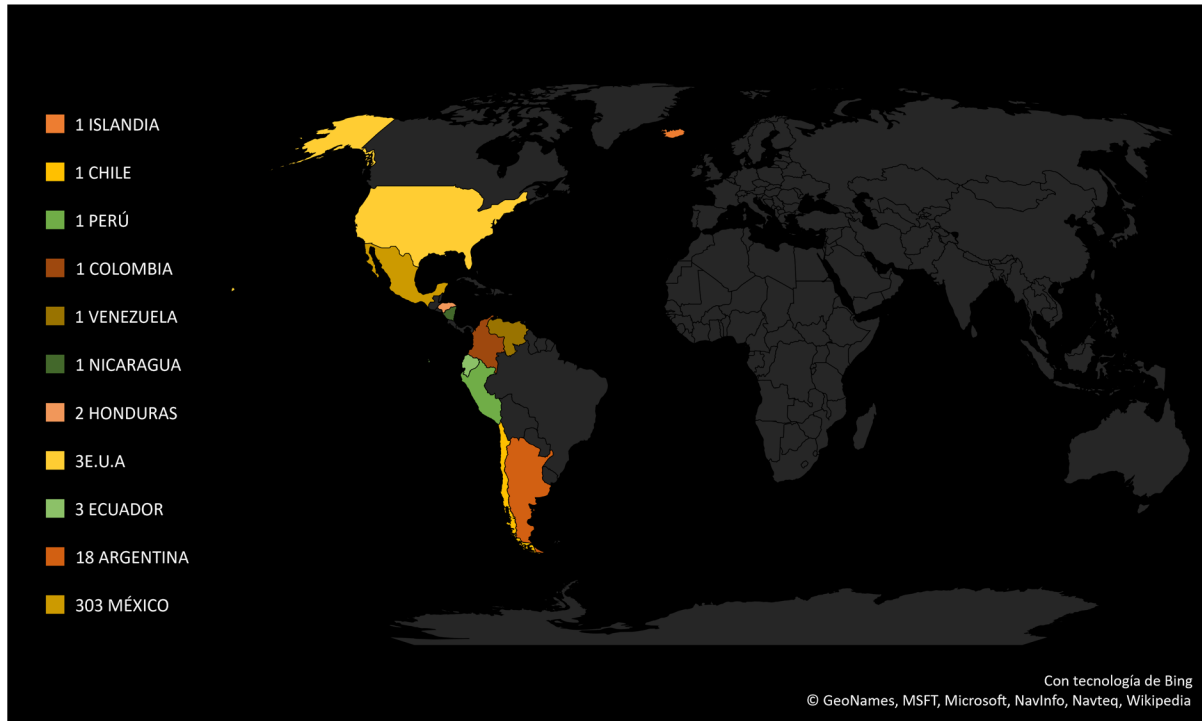 1 ISLANDIA
1 CHILE
1 PERÚ
1 COLOMBIA
1 VENEZUELA
1 NICARAGUA
2 HONDURAS
3E.U.A
3 ECUADOR
18 ARGENTINA
303 MÉXICO
Con tecnología de Bing
© GeoNames, MSFT, Microsoft, NavInfo, Navteq, Wikipedia